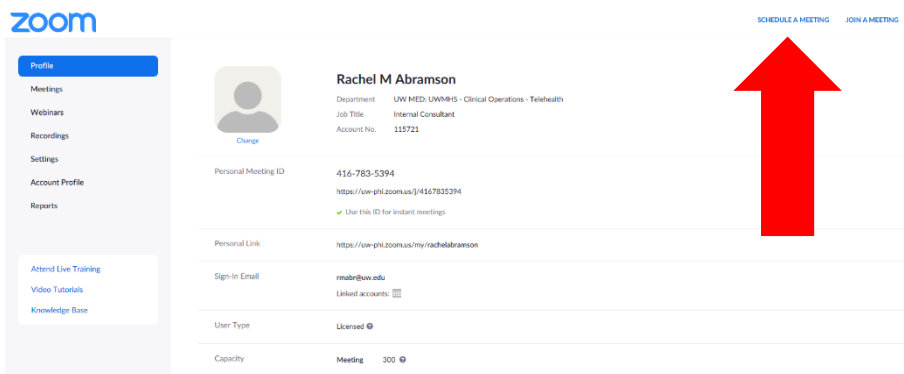 zoom
SCHEDULE A MEETING JOIN A MEETING
Profile
Meetings
Webinars
Recordings
Settings
Account Profile
Reports
Attend Live Training
Video Tutorials
Knowledge Base
Change
Rachel M Abramson
Department UW MED: UWMHS - Clinical Operations - Telehealth
Job Title Internal Consultant
Account No. 115721
Personal Meeting ID 416-783-5394
https://uw-phi.zoom.us/j/4167835394
Use this ID for instant meetings
Personal Link https://uw-phi.zoom.us/my/rachelabramson
Sign-In Email rmabr@uw.edu
Linked accounts:
User Type Licensed
Capacity Meeting 300